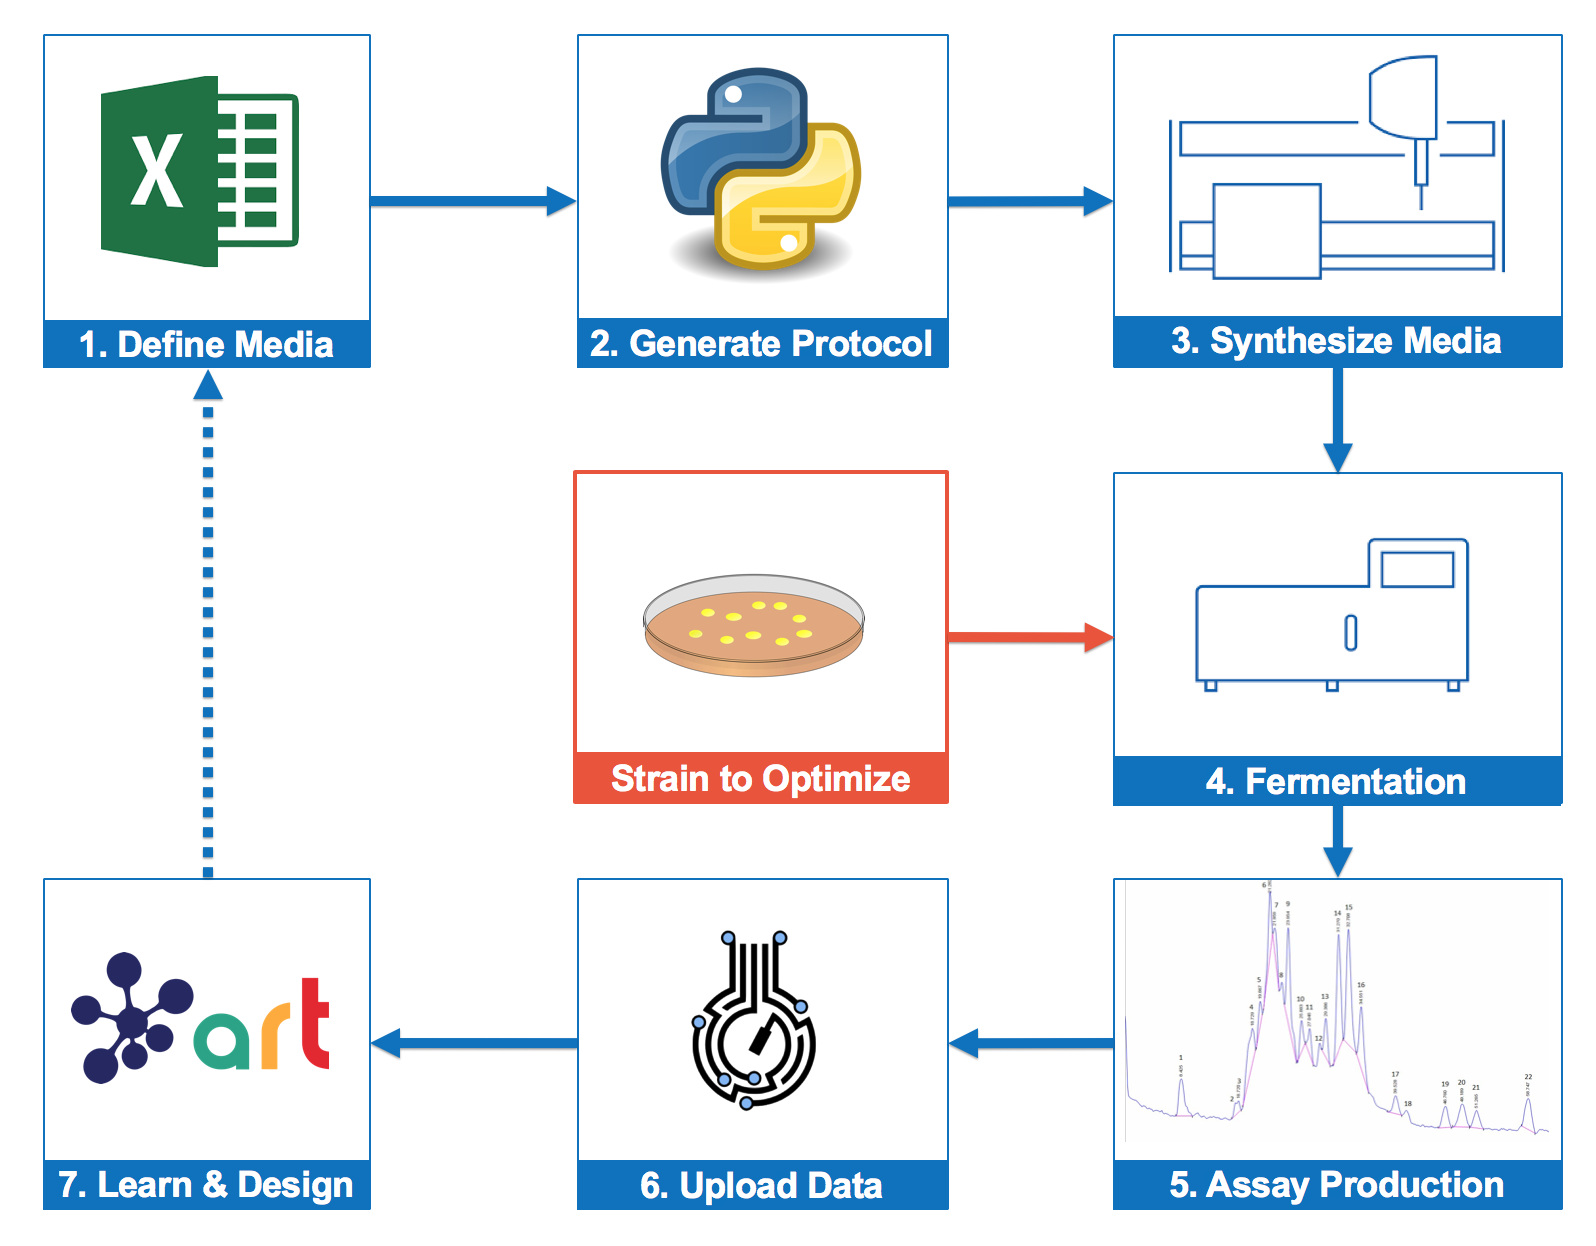 X
1. Define Media
2. Generate Protocol
3. Synthesize Media
Strain to Optimize
4. Fermentation
art
7. Learn & Design
6. Upload Data
1
2
3
4
5
6
7
8
9
10
11
12
13
14
15
16
17
18
19
20
21
22
5. Assay Production